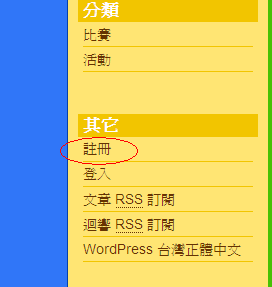 分類
比賽
活動
其它
註冊
登入
文章 RSS 訂閱
迴響 RSS 訂閱
WordPress 台灣正體中文